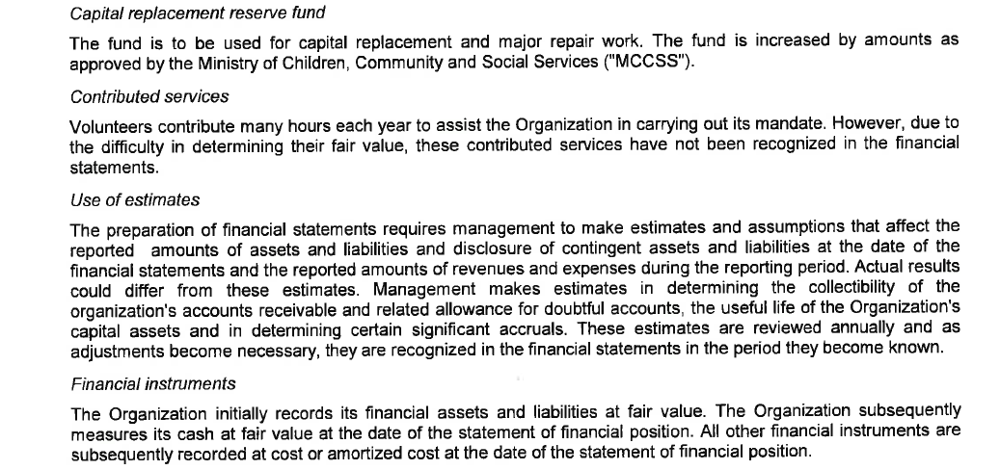 Capital replacement reserve fund
The fund is to be used for capital replacement and major repair work. The fund is increased by amounts as
approved by the Ministry of Children, Community and Social Services ("MCCSS").
Contributed services
Volunteers contribute many hours each year to assist the Organization in carrying out its mandate. However, due to
the difficulty in determining their fair value, these contributed services have not been recognized in the financial
statements.
Use of estimates
The preparation of financial statements requires management to make estimates and assumptions that affect the
reported amounts of assets and liabilities and disclosure of contingent assets and liabilities at the date of the
financial statements and the reported amounts of revenues and expenses during the reporting period. Actual results
could differ from these estimates. Management makes estimates in determining the collectibility of the
organization's accounts receivable and related allowance for doubtful accounts, the useful life of the Organization's
capital assets and in determining certain significant accruals. These estimates are reviewed annually and as
adjustments become necessary, they are recognized in the financial statements in the period they become known.
Financial instruments
The Organization initially records its financial assets and liabilities at fair value. The Organization subsequently
measures its cash at fair value at the date of the statement of financial position. All other financial instruments are
subsequently recorded at cost or amortized cost at the date of the statement of financial position.